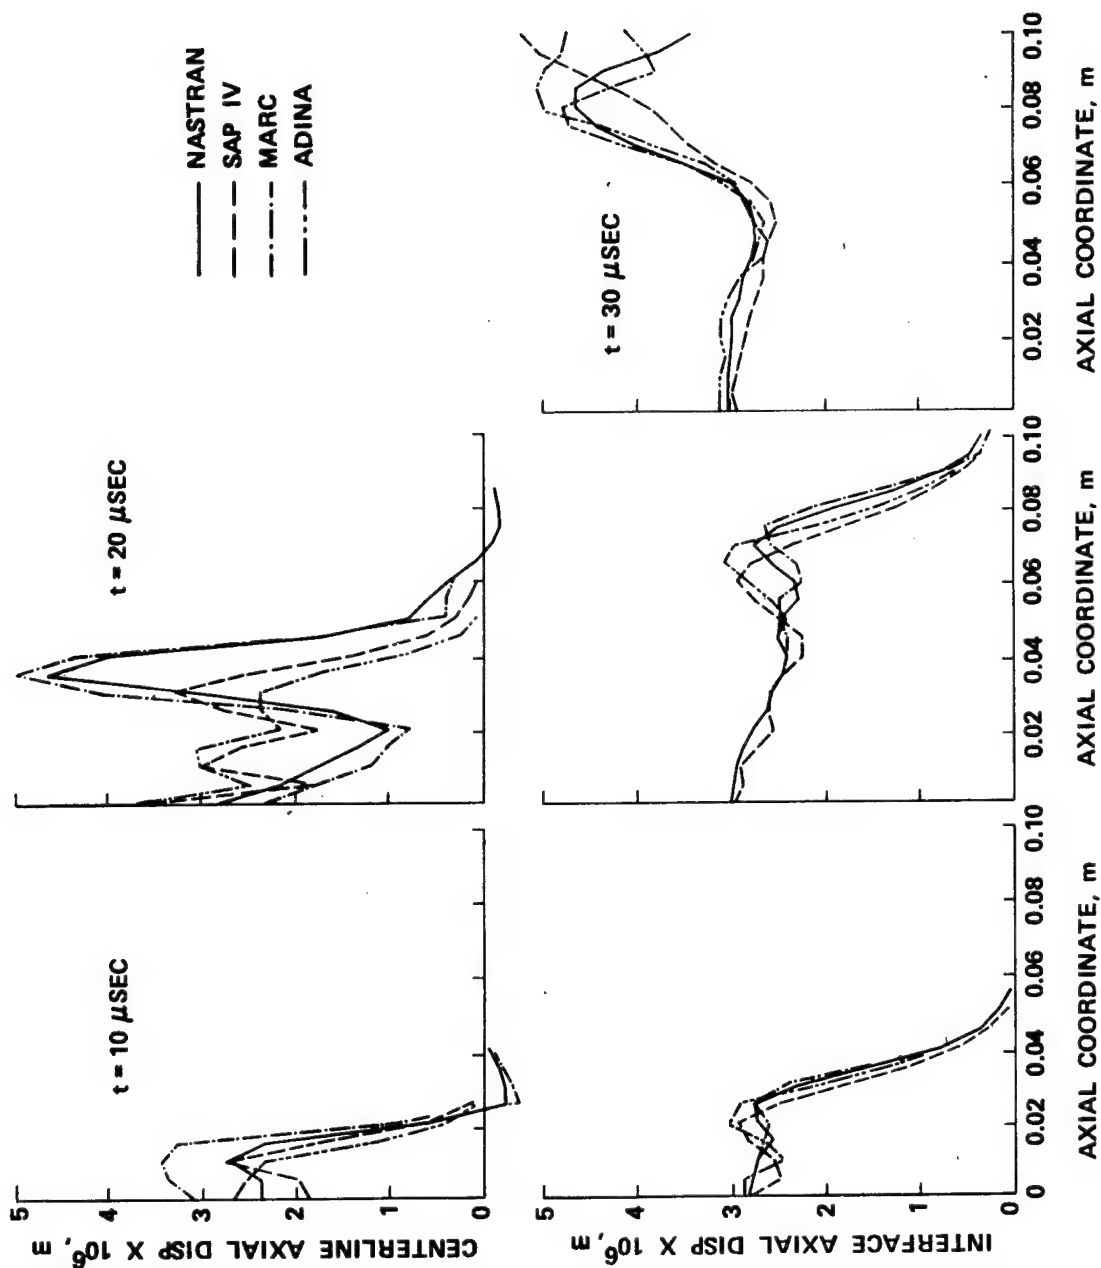 NASTRAN
SAP IV
MARC
ADINA
t = 10 μSEC
t = 20 μSEC
CENTERLINE AXIAL DISP X 10⁶, m
5
4
3
2
1
0
t = 30 μSEC
INTERFACE AXIAL DISP X 10⁶, m
5
4
3
2
1
0
0
0.02
0.04
0.06
0.08
0.10
0.02
0.04
0.06
0.08
0.10
0.02
0.04
0.06
0.08
0.10
AXIAL COORDINATE, m
AXIAL COORDINATE, m
AXIAL COORDINATE, m